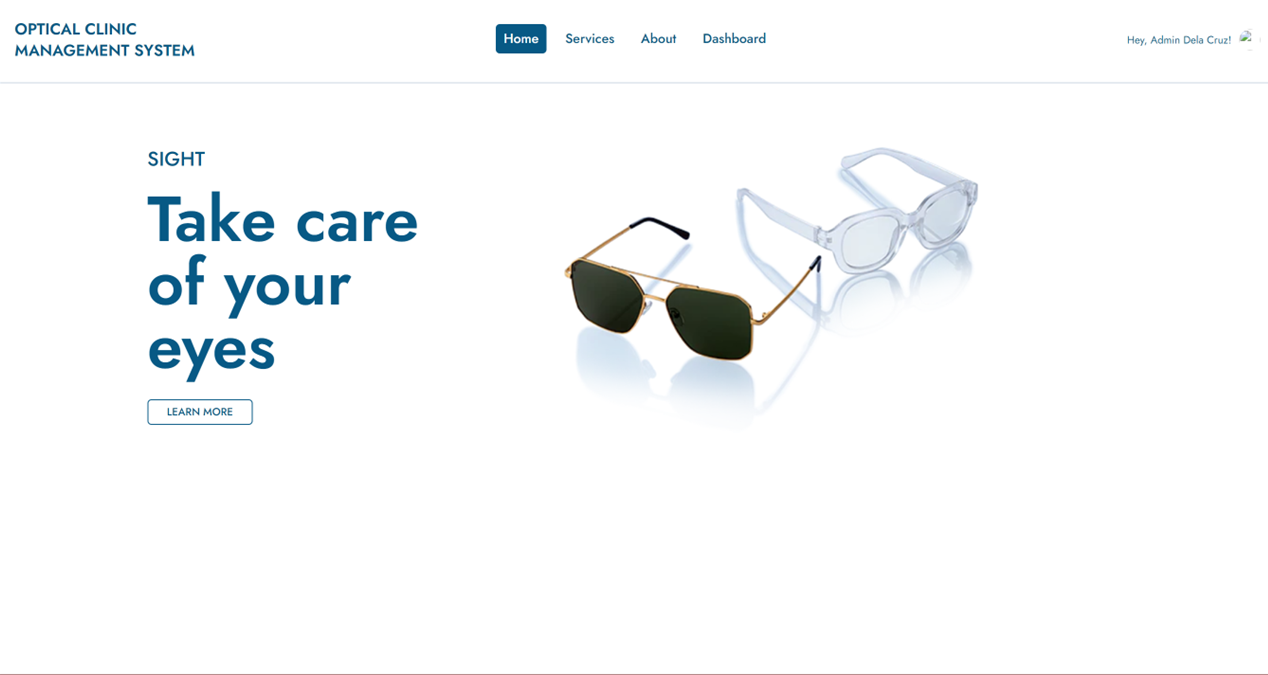 OPTICAL CLINIC
MANAGEMENT SYSTEM
Home Services About Dashboard
Hey, Admin Dela Cruz!
SIGHT
Take care
of your
eyes
LEARN MORE